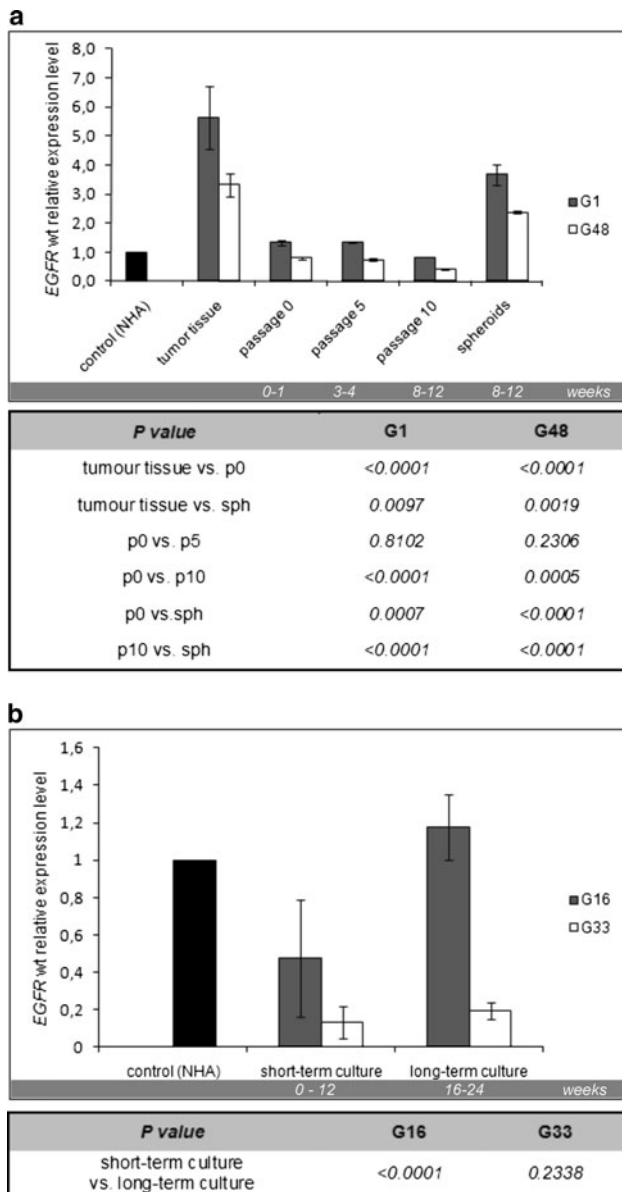 a
EGFR wt relative expression level
8,0
7,0
6,0
5,0
4,0
3,0
2,0
1,0
0,0
G1
G48
control (NHA)
tumor tissue
passage 0
passage 5
passage 10
spheroids
0-1 3-4 8-12 8-12 weeks
P value G1 G48
tumour tissue vs. p0 <0.0001 <0.0001
tumour tissue vs. sph 0.0097 0.0019
p0 vs. p5 0.8102 0.2306
p0 vs. p10 <0.0001 0.0005
p0 vs.sph 0.0007 <0.0001
p10 vs. sph <0.0001 <0.0001
b
EGFR wt relative expression level
1,6
1,4
1,2
1
0,8
0,6
0,4
0,2
0
G16
G33
control (NHA) short-term culture long-term culture
0 - 12 16-24 weeks
P value G16 G33
short-term culture
vs. long-term culture <0.0001 0.2338